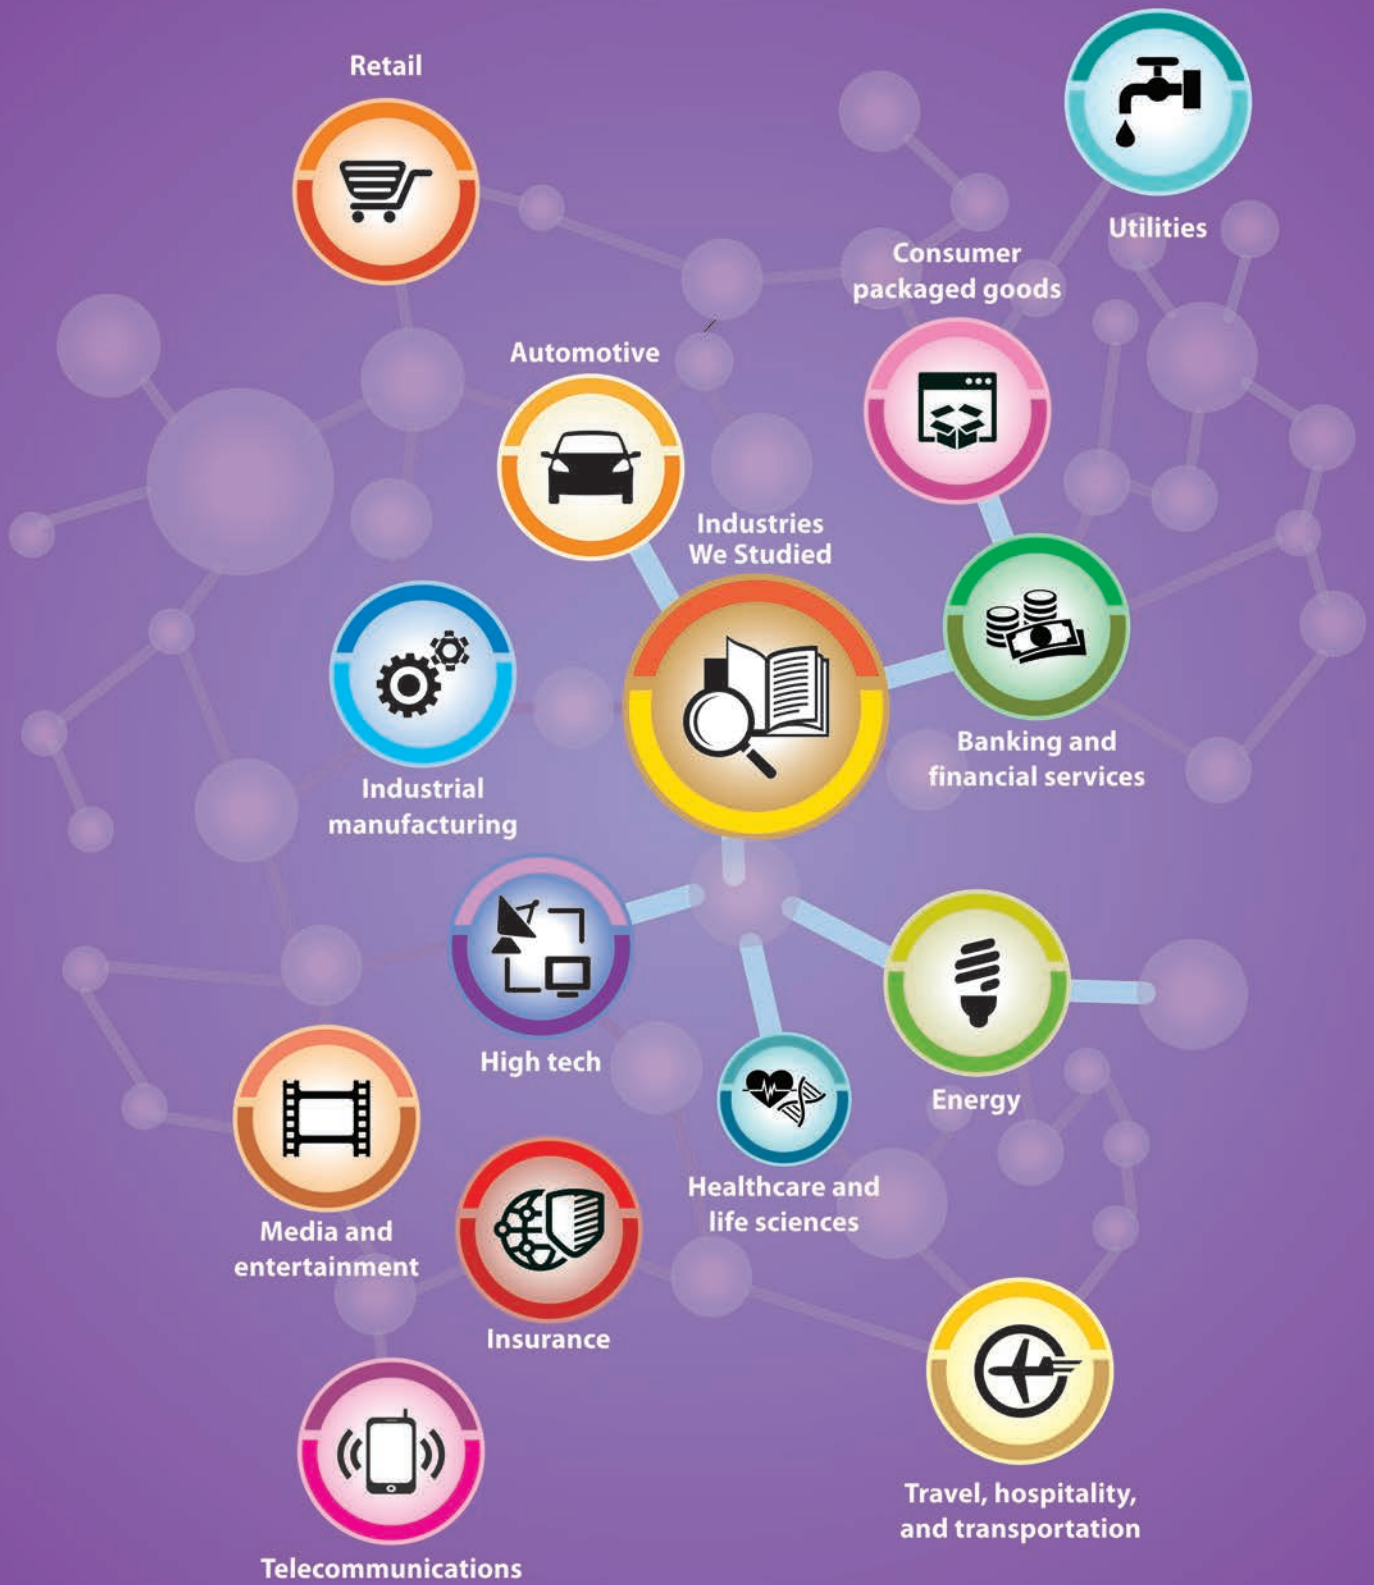 Retail
Utilities
Consumer
packaged goods
Automotive
Industries
We Studied
Banking and
financial services
Industrial
manufacturing
High tech
Energy
Healthcare and
life sciences
Media and
entertainment
Insurance
Travel, hospitality,
and transportation
Telecommunications